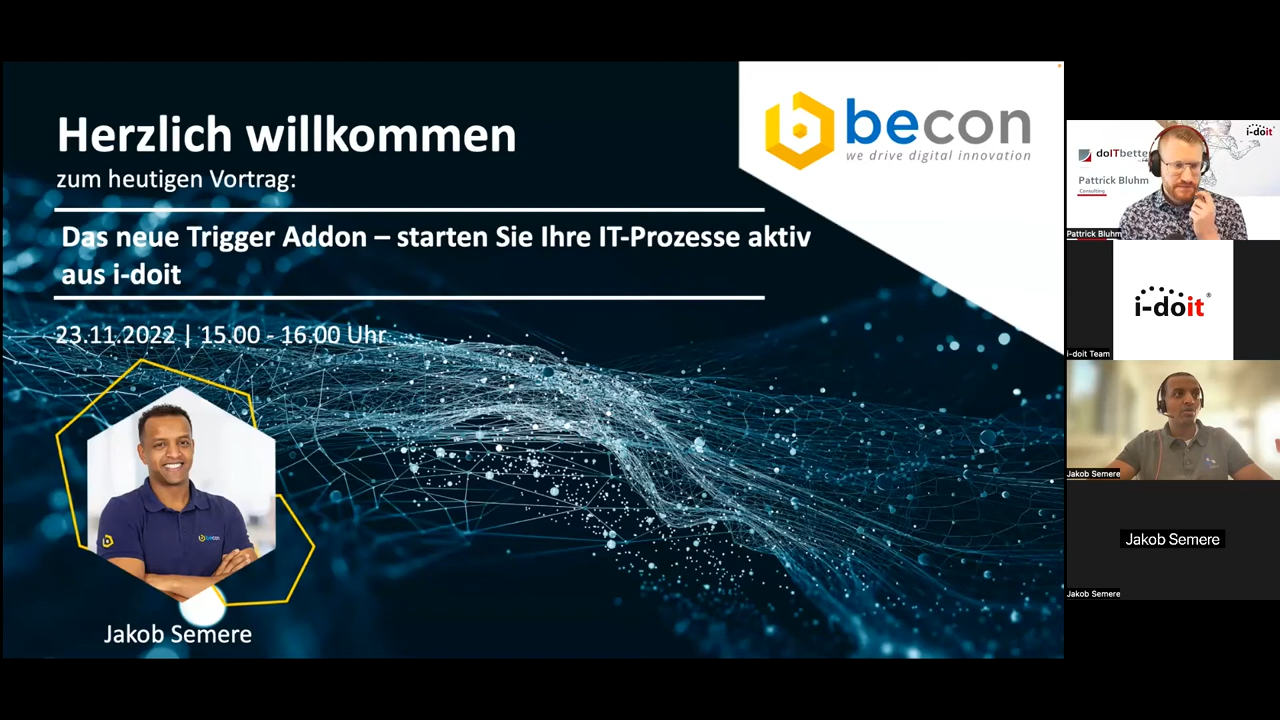 Herzlich willkommen
zum heutigen Vortrag:
Das neue Trigger Addon – starten Sie Ihre IT-Prozesse aktiv
aus i-doit
23.11.2022 | 15.00 - 16.00 Uhr
becon
we drive digital innovation
becon
Jakob Semere
i-doit
doITbette
Pattrick Bluhm
Consulting
Pattrick Bluhm
i-doit®
i-doit Team
Jakob Semere
Jakob Semere
Jakob Semere